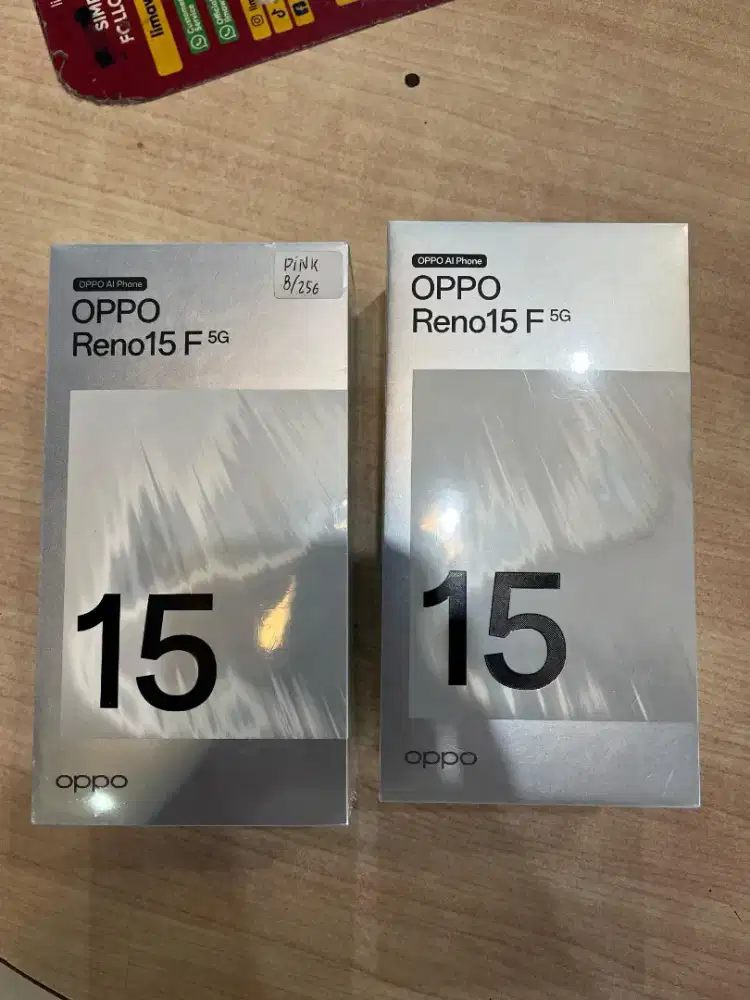 OPPO AI Phone
OPPO
Reno15 F 5G
PiNK
8/256
15
oppo
OPPO AI Phone
OPPO
Reno15 F 5G
15
oppo